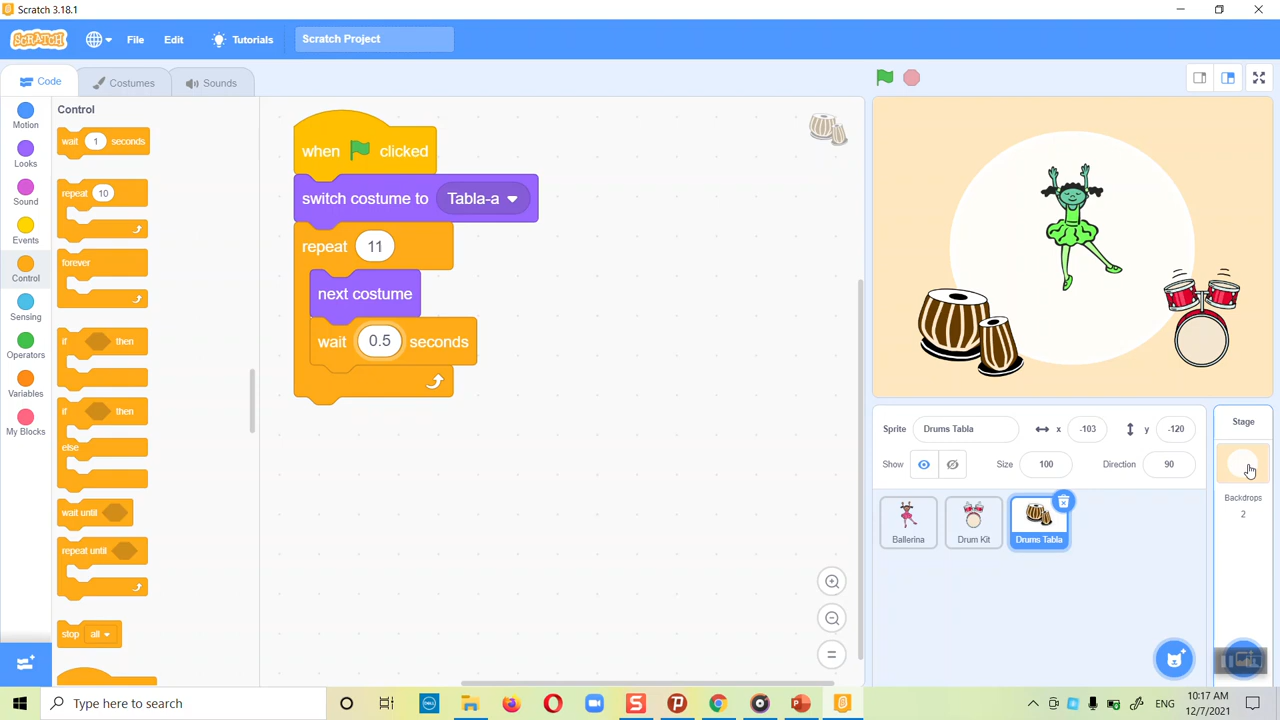 Scratch 3.18.1
SCRATCH File Edit Tutorials Scratch Project
Code Costumes Sounds
Motion
Looks
Sound
Events
Control
Sensing
Operators
Variables
My Blocks
Control
wait 1 seconds
repeat 10
forever
if then
if then
else
wait until
repeat until
stop all
when clicked
switch costume to Tabla-a
repeat 11
next costume
wait 0.5 seconds
Sprite Drums Tabla x -103 y -120
Show Size 100 Direction 90
Ballerina Drum Kit Drums Tabla
Stage
Backdrops
2
Type here to search
ENG
10:17 AM
12/7/2021